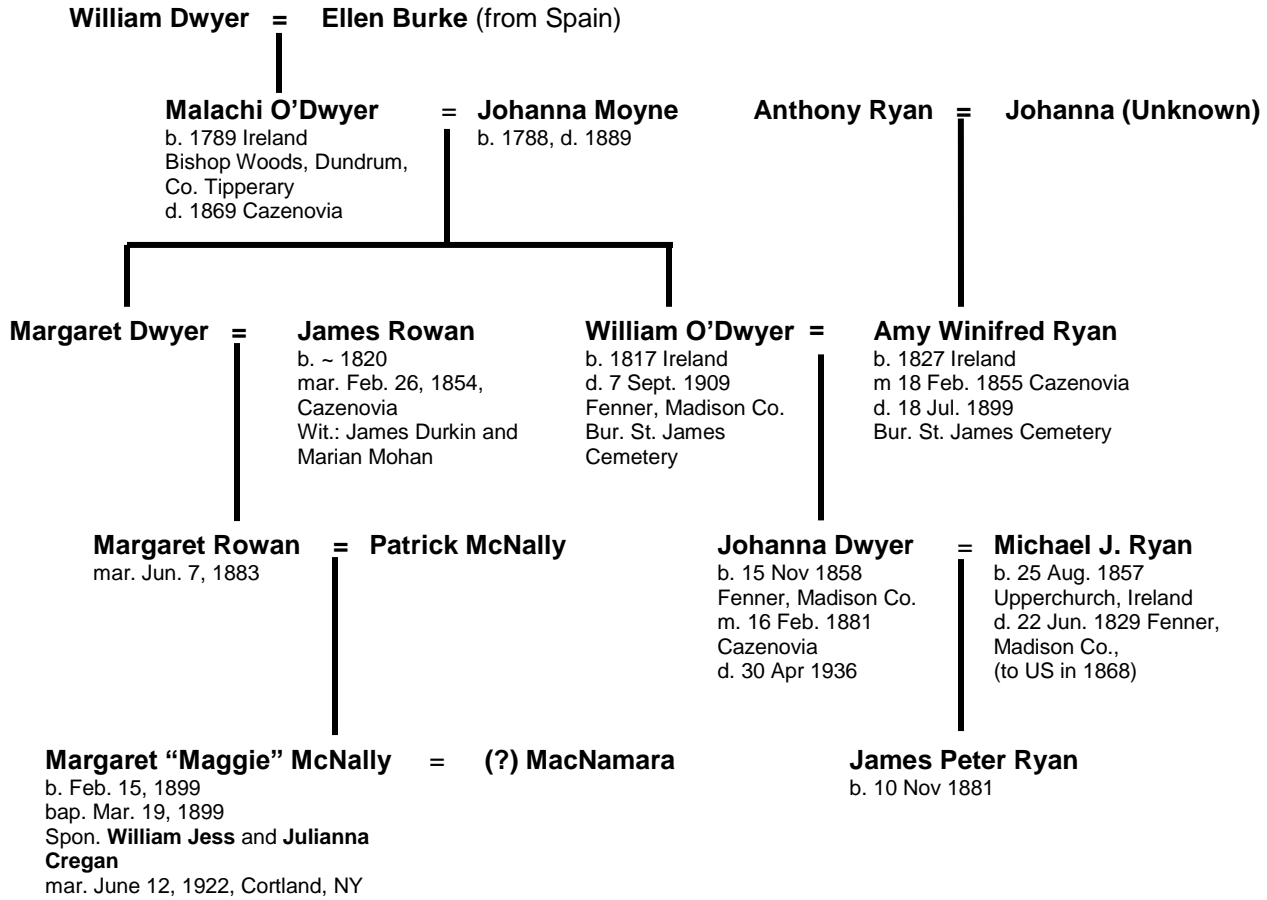 William Dwyer = Ellen Burke (from Spain)
Malachi O’Dwyer = Johanna Moyne
b. 1789 Ireland
Bishop Woods, Dundrum,
Co. Tipperary
d. 1869 Cazenovia
b. 1788, d. 1889
Anthony Ryan = Johanna (Unknown)
Margaret Dwyer = James Rowan
b. ~ 1820
mar. Feb. 26, 1854,
Cazenovia
Wit.: James Durkin and
Marian Mohan
William O’Dwyer = Amy Winifred Ryan
b. 1817 Ireland
d. 7 Sept. 1909
Fenner, Madison Co.
Bur. St. James
Cemetery
b. 1827 Ireland
m 18 Feb. 1855 Cazenovia
d. 18 Jul. 1899
Bur. St. James Cemetery
Margaret Rowan = Patrick McNally
mar. Jun. 7, 1883
Johanna Dwyer = Michael J. Ryan
b. 15 Nov 1858
Fenner, Madison Co.
m. 16 Feb. 1881
Cazenovia
d. 30 Apr 1936
b. 25 Aug. 1857
Upperchurch, Ireland
d. 22 Jun. 1829 Fenner,
Madison Co.,
(to US in 1868)
Margaret “Maggie” McNally = (?) MacNamara
b. Feb. 15, 1899
bap. Mar. 19, 1899
Spon. William Jess and Julianna
Cregan
mar. June 12, 1922, Cortland, NY
James Peter Ryan
b. 10 Nov 1881